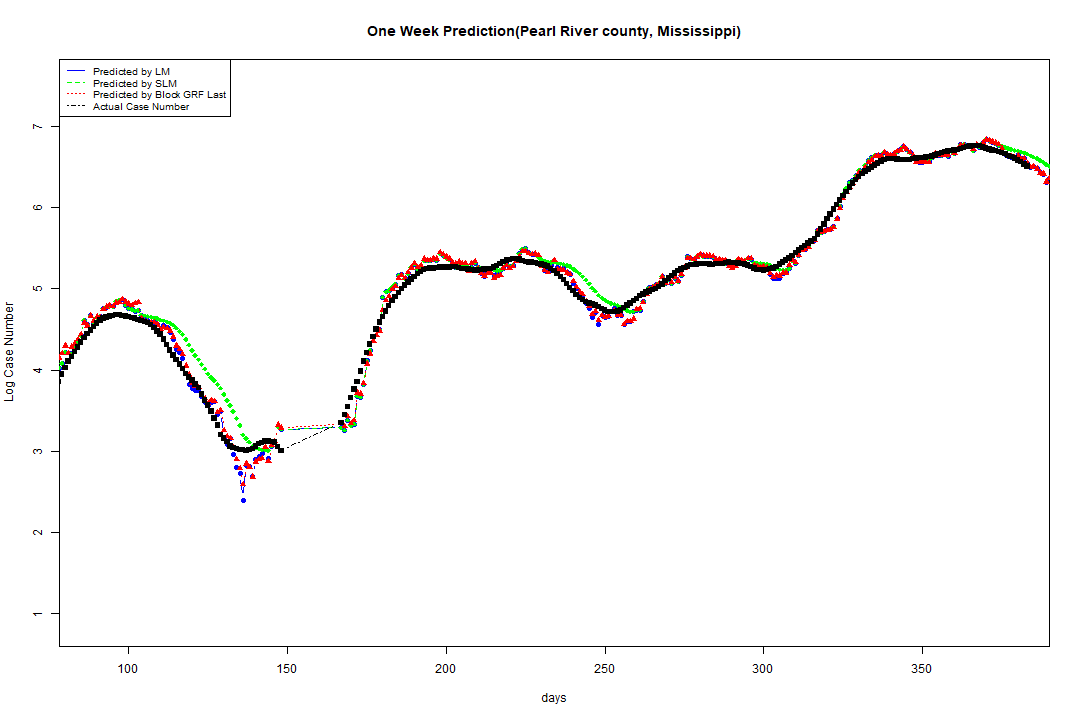 One Week Prediction(Pearl River county, Mississippi)
Predicted by LM
Predicted by SLM
Predicted by Block GRF Last
Actual Case Number
Log Case Number
7
6
5
4
3
2
1
100 150 200 250 300 350
days